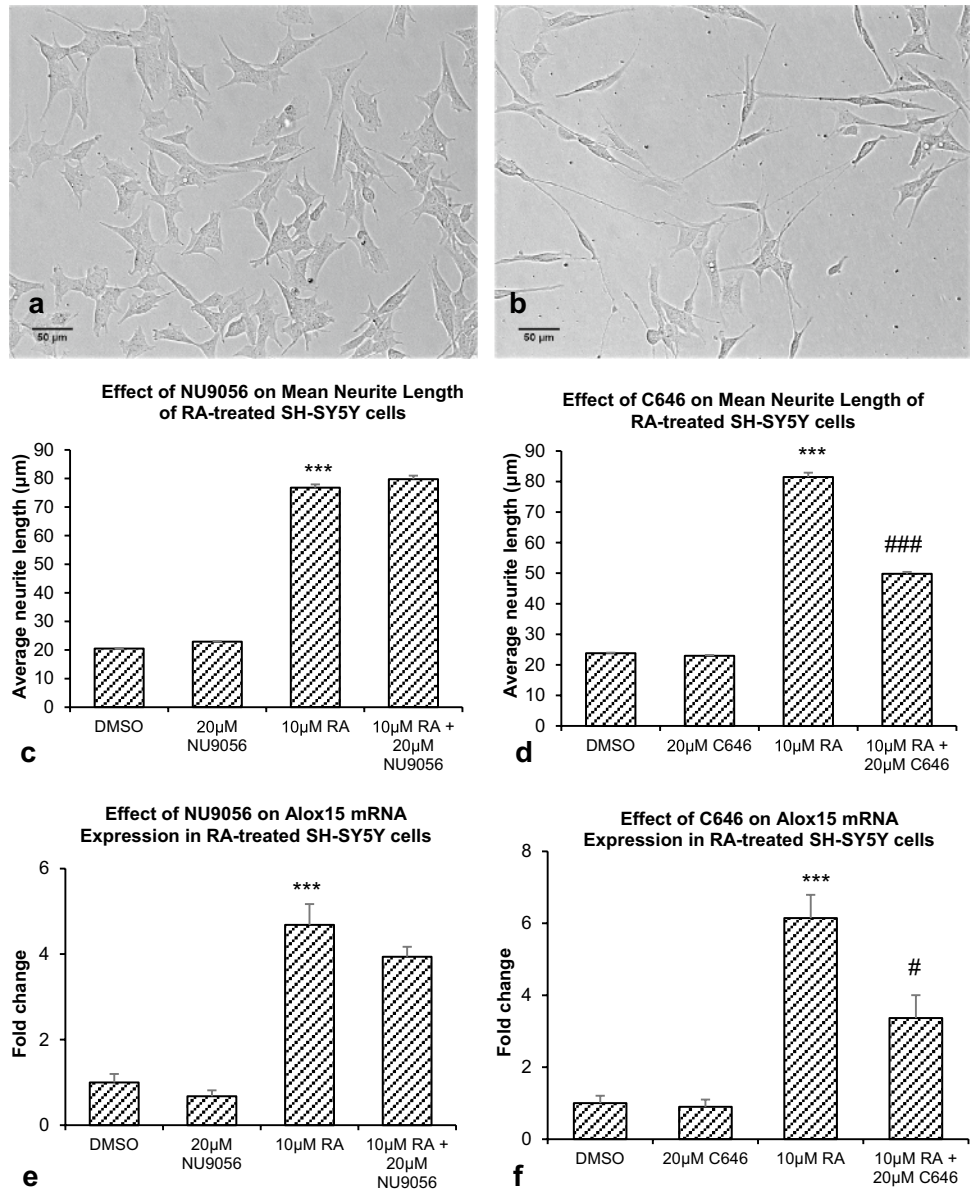 a
50 µm
b
50 µm
Effect of NU9056 on Mean Neurite Length
of RA-treated SH-SY5Y cells
Average neurite length (µm)
90
80
70
60
50
40
30
20
10
0
***
DMSO
20µM
NU9056
10µM RA
10µM RA +
20µM
NU9056
c
Effect of C646 on Mean Neurite Length of
RA-treated SH-SY5Y cells
Average neurite length (µm)
90
80
70
60
50
40
30
20
10
0
***
###
DMSO
20µM C646
10µM RA
10µM RA +
20µM C646
d
Effect of NU9056 on Alox15 mRNA
Expression in RA-treated SH-SY5Y cells
Fold change
6
4
2
0
***
DMSO
20µM
NU9056
10µM RA
10µM RA +
20µM
NU9056
e
Effect of C646 on Alox15 mRNA
Expression in RA-treated SH-SY5Y cells
Fold change
8
6
4
2
0
***
#
DMSO
20µM C646
10µM RA
10µM RA +
20µM C646
f